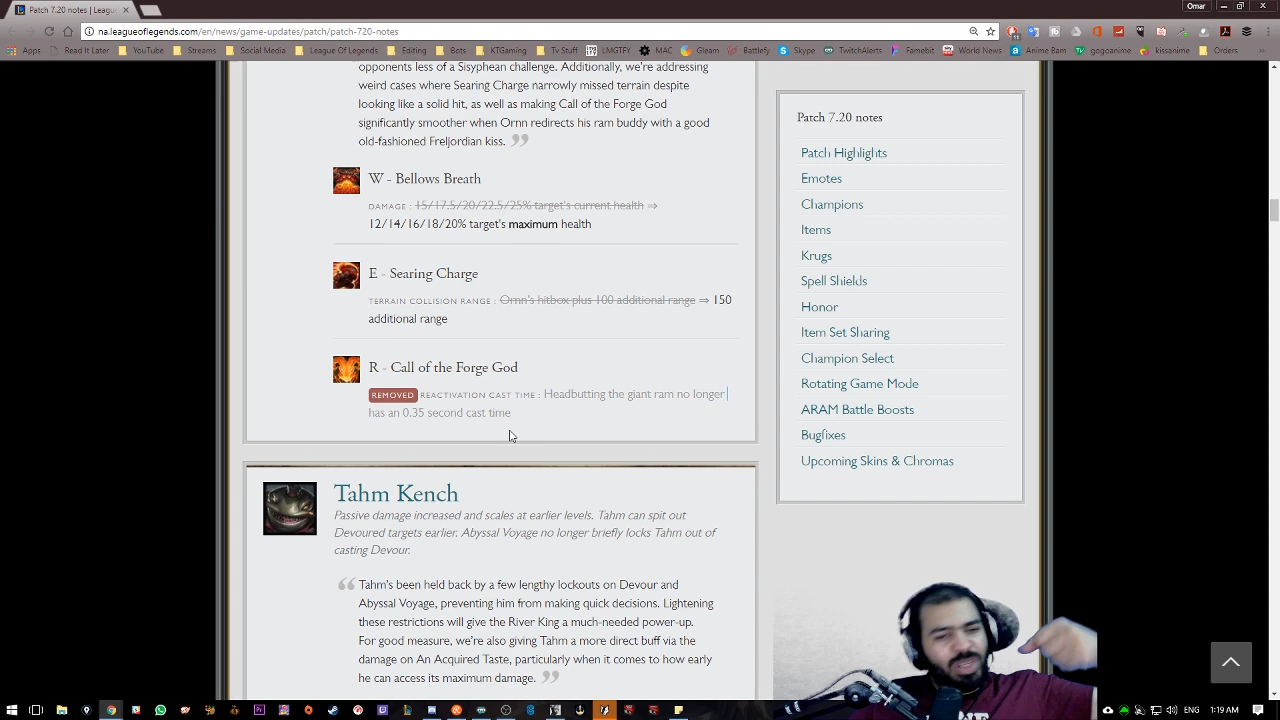 Patch 7.20 notes | Leagu
Omar
na.leagueoflegends.com/en/news/game-updates/patch/patch-720-notes
Apps Read It Later YouTube Streams Social Media League Of Legends Editing Bots KTGaming Tv Stuff LMGTFY MAC Gleam Battlefy Skype TwitchAlerts Famebit World News Anime Bam gogoanime kissanime Orders
opponents less of a Sisyphean challenge. Additionally, we're addressing
weird cases where Searing Charge narrowly missed terrain despite
looking like a solid hit, as well as making Call of the Forge God
significantly smoother when Ornn redirects his ram buddy with a good
old-fashioned Freljordian kiss.
W - Bellows Breath
DAMAGE : 15/17.5/20/22.5/25% target's current health ⇒
12/14/16/18/20% target's maximum health
E - Searing Charge
TERRAIN COLLISION RANGE : Ornn's hitbox plus 100 additional range ⇒ 150
additional range
R - Call of the Forge God
REMOVED REACTIVATION CAST TIME : Headbutting the giant ram no longer
has an 0.35 second cast time
Tahm Kench
Passive damage increased and scales at earlier levels. Tahm can spit out
Devoured targets earlier. Abyssal Voyage no longer briefly locks Tahm out of
casting Devour.
Tahm's been held back by a few lengthy lockouts on Devour and
Abyssal Voyage, preventing him from making quick decisions. Lightening
these restrictions will give the River King a much-needed power-up.
For good measure, we're also giving Tahm a more direct buff via the
damage on An Acquired Taste, particularly when it comes to how early
he can access its maximum damage.
Patch 7.20 notes
Patch Highlights
Emotes
Champions
Items
Krugs
Spell Shields
Honor
Item Set Sharing
Champion Select
Rotating Game Mode
ARAM Battle Boosts
Bugfixes
Upcoming Skins & Chromas
ENG 1:19 AM